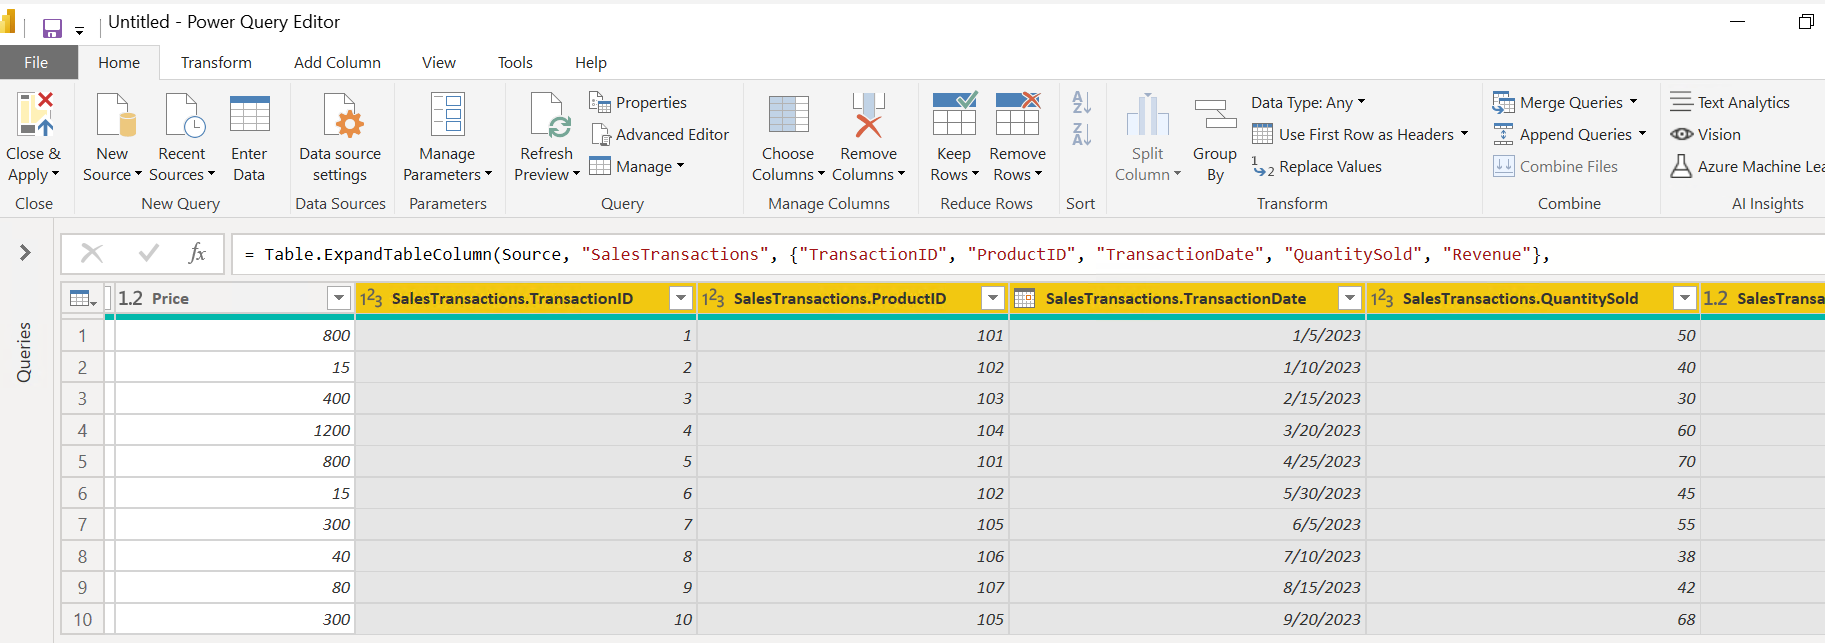 Untitled - Power Query Editor
File Home Transform Add Column View Tools Help
Close & Apply
New Source
Recent Sources
Enter Data
Data source settings
Manage Parameters
Refresh Preview
Properties
Advanced Editor
Manage
Choose Columns
Remove Columns
Keep Rows
Remove Rows
Split Column
Group By
Data Type: Any
Use First Row as Headers
Replace Values
Merge Queries
Append Queries
Combine Files
Text Analytics
Vision
Azure Machine Lea
Close New Query Data Sources Parameters Query Manage Columns Reduce Rows Sort Transform Combine AI Insights
fx = Table.ExpandTableColumn(Source, "SalesTransactions", {"TransactionID", "ProductID", "TransactionDate", "QuantitySold", "Revenue"},
Queries
1.2 Price 123 SalesTransactions.TransactionID 123 SalesTransactions.ProductID SalesTransactions.TransactionDate 123 SalesTransactions.QuantitySold 1.2 SalesTransa
1 800 1 101 1/5/2023 50
2 15 2 102 1/10/2023 40
3 400 3 103 2/15/2023 30
4 1200 4 104 3/20/2023 60
5 800 5 101 4/25/2023 70
6 15 6 102 5/30/2023 45
7 300 7 105 6/5/2023 55
8 40 8 106 7/10/2023 38
9 80 9 107 8/15/2023 42
10 300 10 105 9/20/2023 68